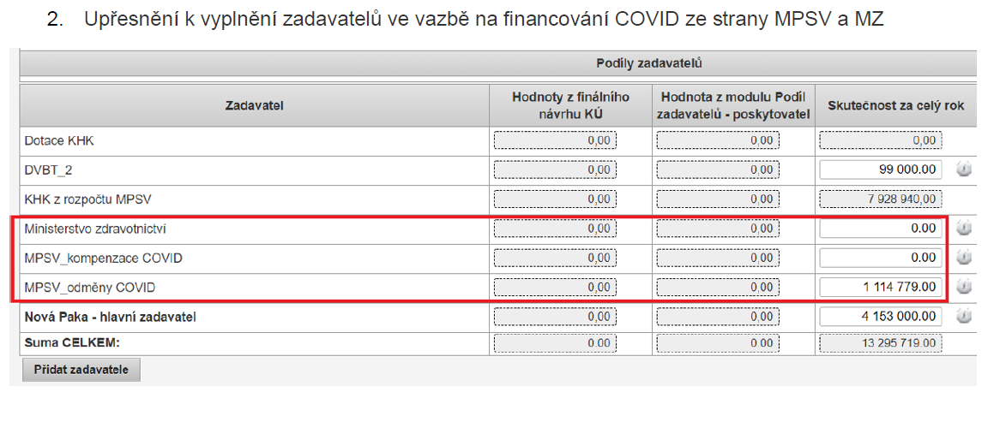 2. Upřesnění k vyplnění zadavatelů ve vazbě na financování COVID ze strany MPSV a MZ
Podíly zadavatelů
Zadavatel Hodnoty z finálního návrhu KÚ Hodnota z modulu Podíl zadavatelů - poskytovatel Skutečnost za celý rok
Dotace KHK 0,00 0,00 0,00
DVBT_2 0,00 0,00 99 000.00
KHK z rozpočtu MPSV 0,00 0,00 7 928 940,00
Ministerstvo zdravotnictví 0,00 0,00 0.00
MPSV_kompenzace COVID 0,00 0,00 0.00
MPSV_odměny COVID 0,00 0,00 1 114 779.00
Nová Paka - hlavní zadavatel 0,00 0,00 4 153 000.00
Suma CELKEM: 0.00 0.00 13 295 719.00
Přidat zadavatele